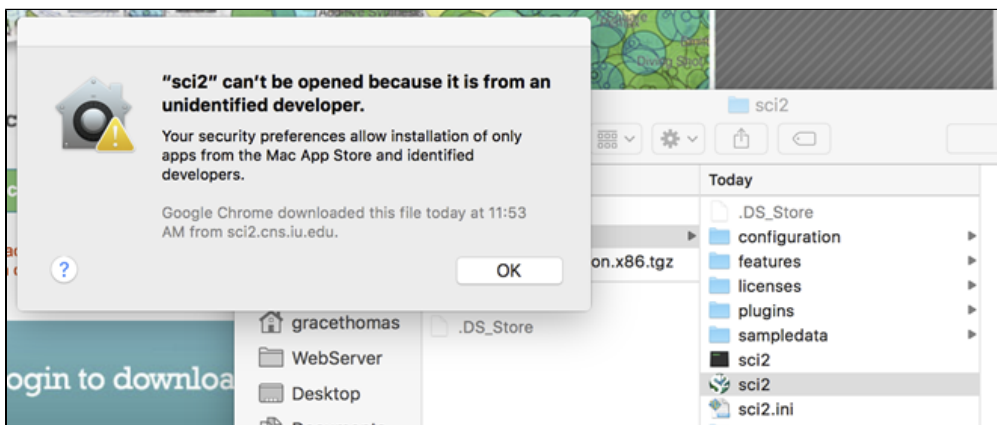 “sci2” can’t be opened because it is from an
unidentified developer.
Your security preferences allow installation of only
apps from the Mac App Store and identified
developers.
Google Chrome downloaded this file today at 11:53
AM from sci2.cns.iu.edu.
?
OK
Additive Synthesis
sci2
Today
.DS_Store
configuration
features
on.x86.tgz
licenses
plugins
sampledata
sci2
sci2
sci2.ini
gracethomas
.DS_Store
WebServer
Desktop
ogin to downloa